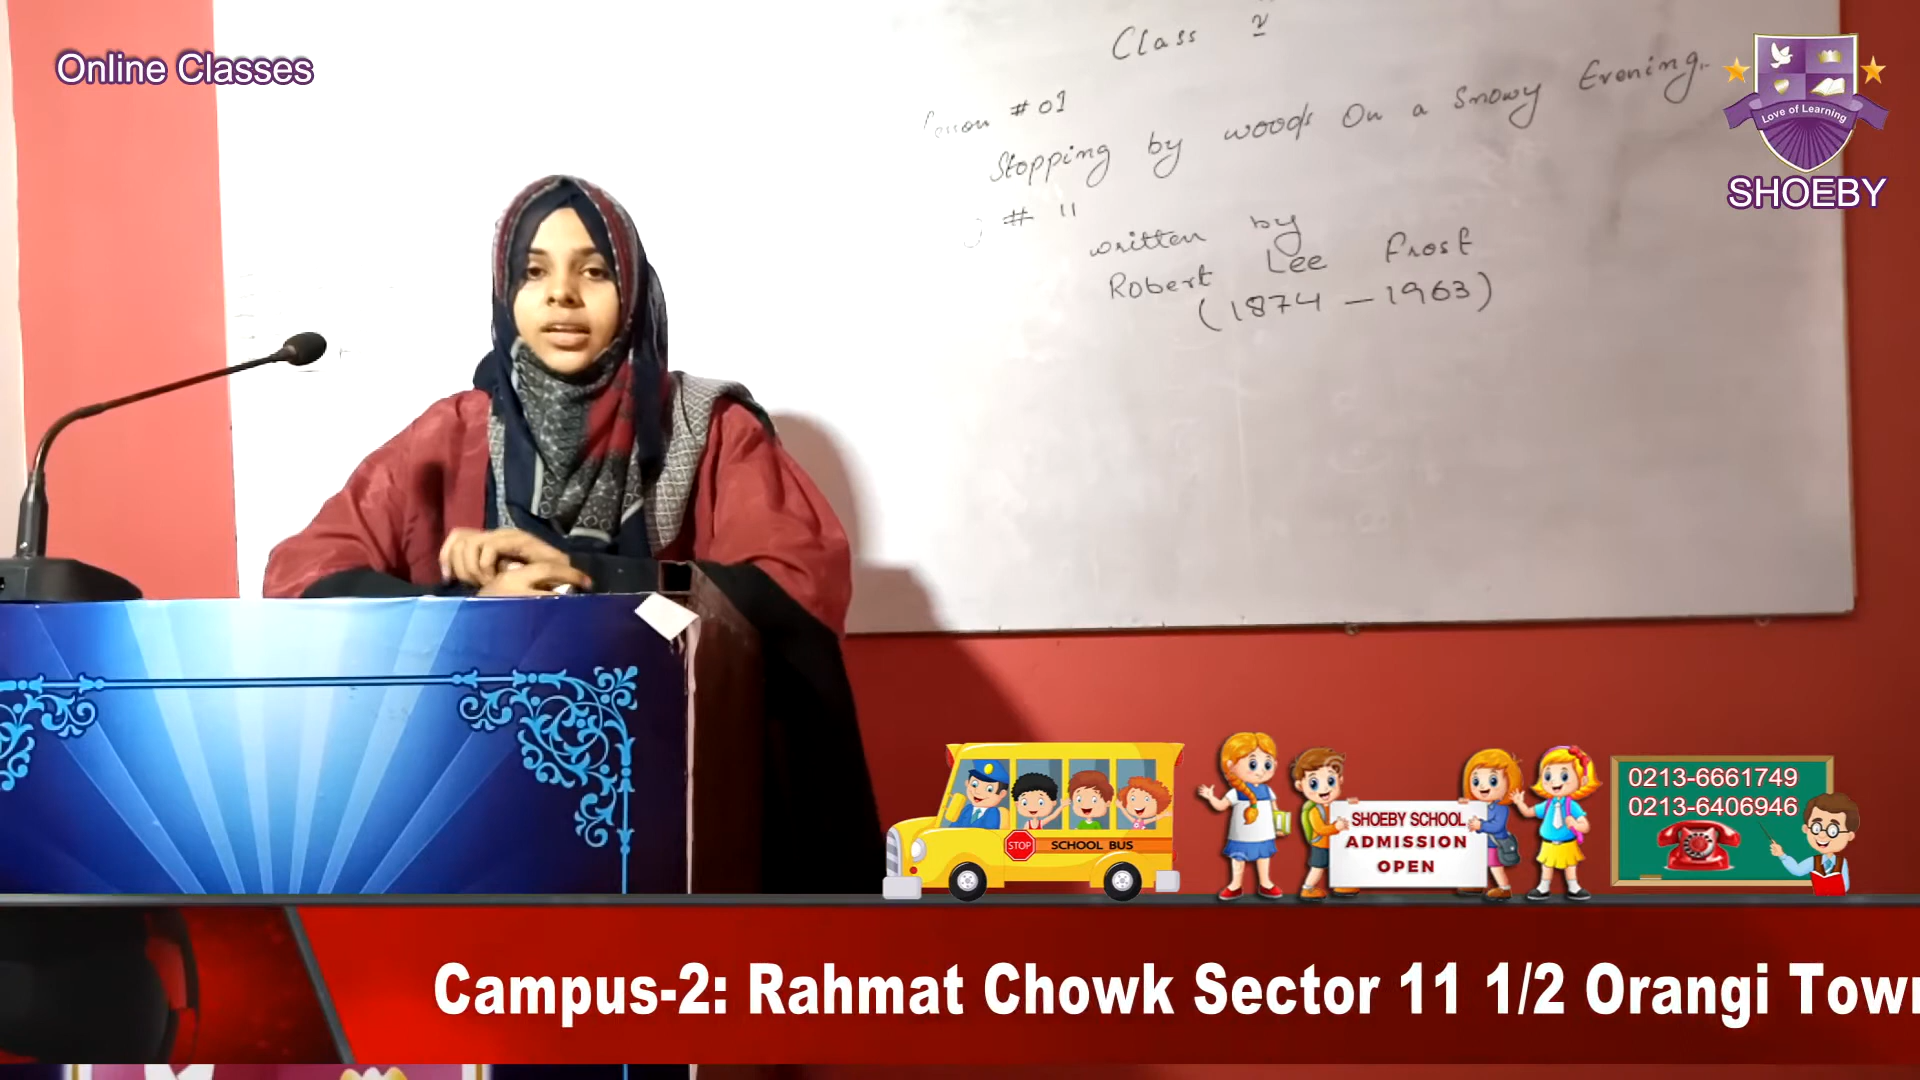 Online Classes
Class
Lesson # 01
Stopping by woods On a Snowy Evening.
# 11
written by
Robert Lee Frost
(1874 – 1963)
Love of Learning
SHOEBY
STOP
SCHOOL BUS
SHOEBY SCHOOL
ADMISSION
OPEN
0213-6661749
0213-6406946
Campus-2: Rahmat Chowk Sector 11 1/2 Orangi Town